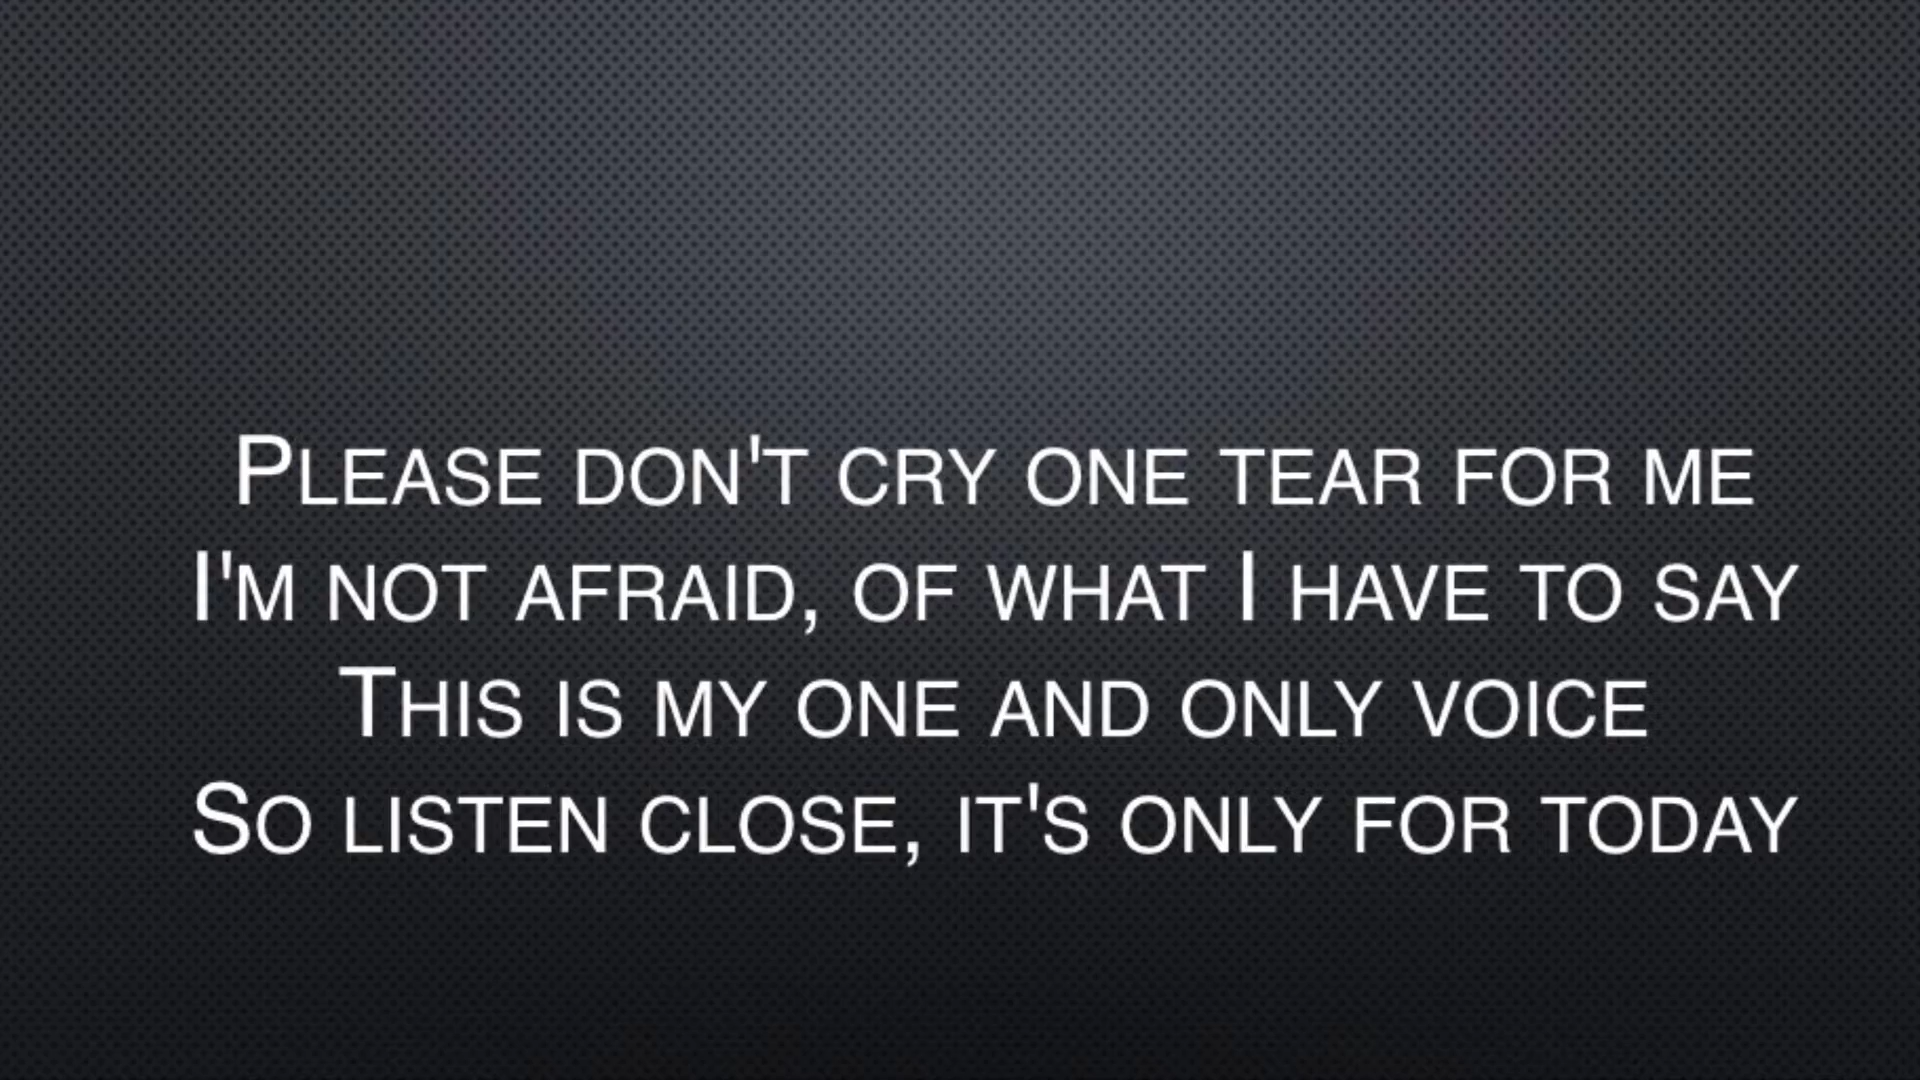 Please don't cry one tear for me
I'm not afraid, of what I have to say
This is my one and only voice
So listen close, it's only for today